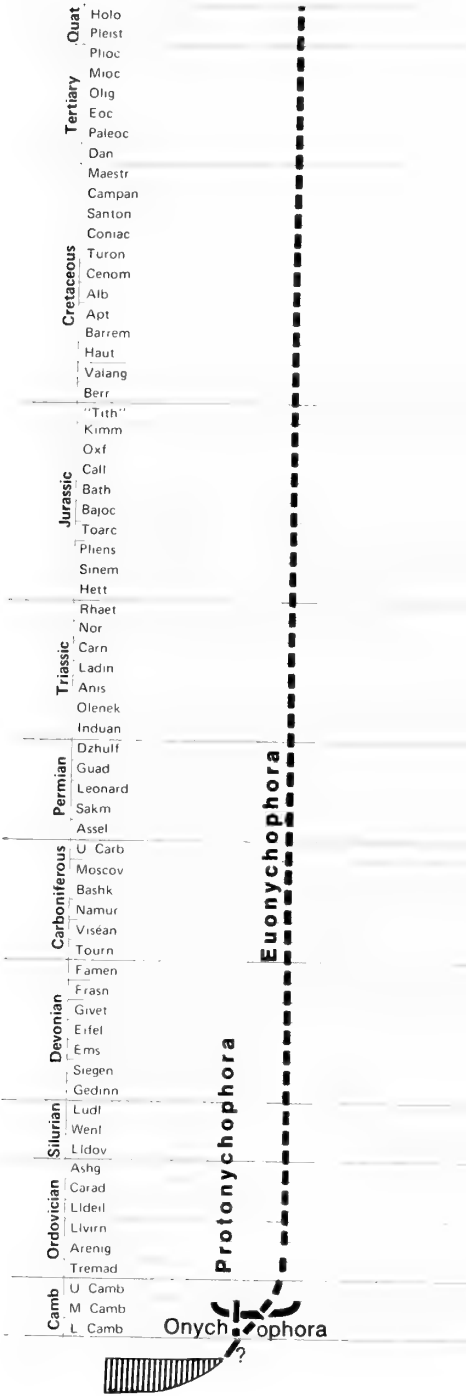 Quat
Holo
Pleist
Tertiary
Plioc
Mioc
Olig
Eoc
Paleoc
Dan
Cretaceous
Maestr
Campan
Santon
Coniac
Turon
Cenom
Alb
Apt
Barrem
Haut
Valang
Berr
Jurassic
"Tith"
Kimm
Oxf
Call
Bath
Bajoc
Toarc
Pliens
Sinem
Hett
Triassic
Rhaet
Nor
Carn
Ladin
Anis
Olenek
Induan
Permian
Dzhulf
Guad
Leonard
Sakm
Assel
Carboniferous
U Carb
Moscov
Bashk
Namur
Viséan
Tourn
Devonian
Famen
Frasn
Givet
Eifel
Ems
Siegen
Gedinn
Silurian
Ludl
Wenl
Lldov
Ordovician
Ashg
Carad
Lldeil
Llvirn
Arenig
Tremad
Camb
U Camb
M Camb
L Camb
Euonychophora
Protonychophora
Onychophora
?